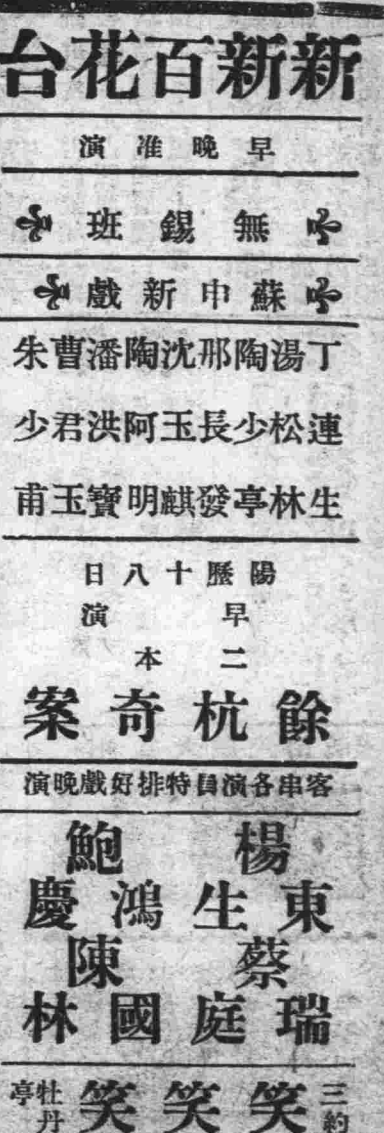 新新百花台
早晚准演
無錫班
蘇申新戲
丁連生
湯松林
陶少亭
邢長發
沈玉麒
陶阿明
潘洪寶
曹君玉
朱少甫
陽歷十八日
早演
二本
餘杭奇案
客串各演員特排好戲晚演
楊東生
鮑鴻慶
蔡瑞庭
陳國林
三約
笑笑笑
牡丹亭